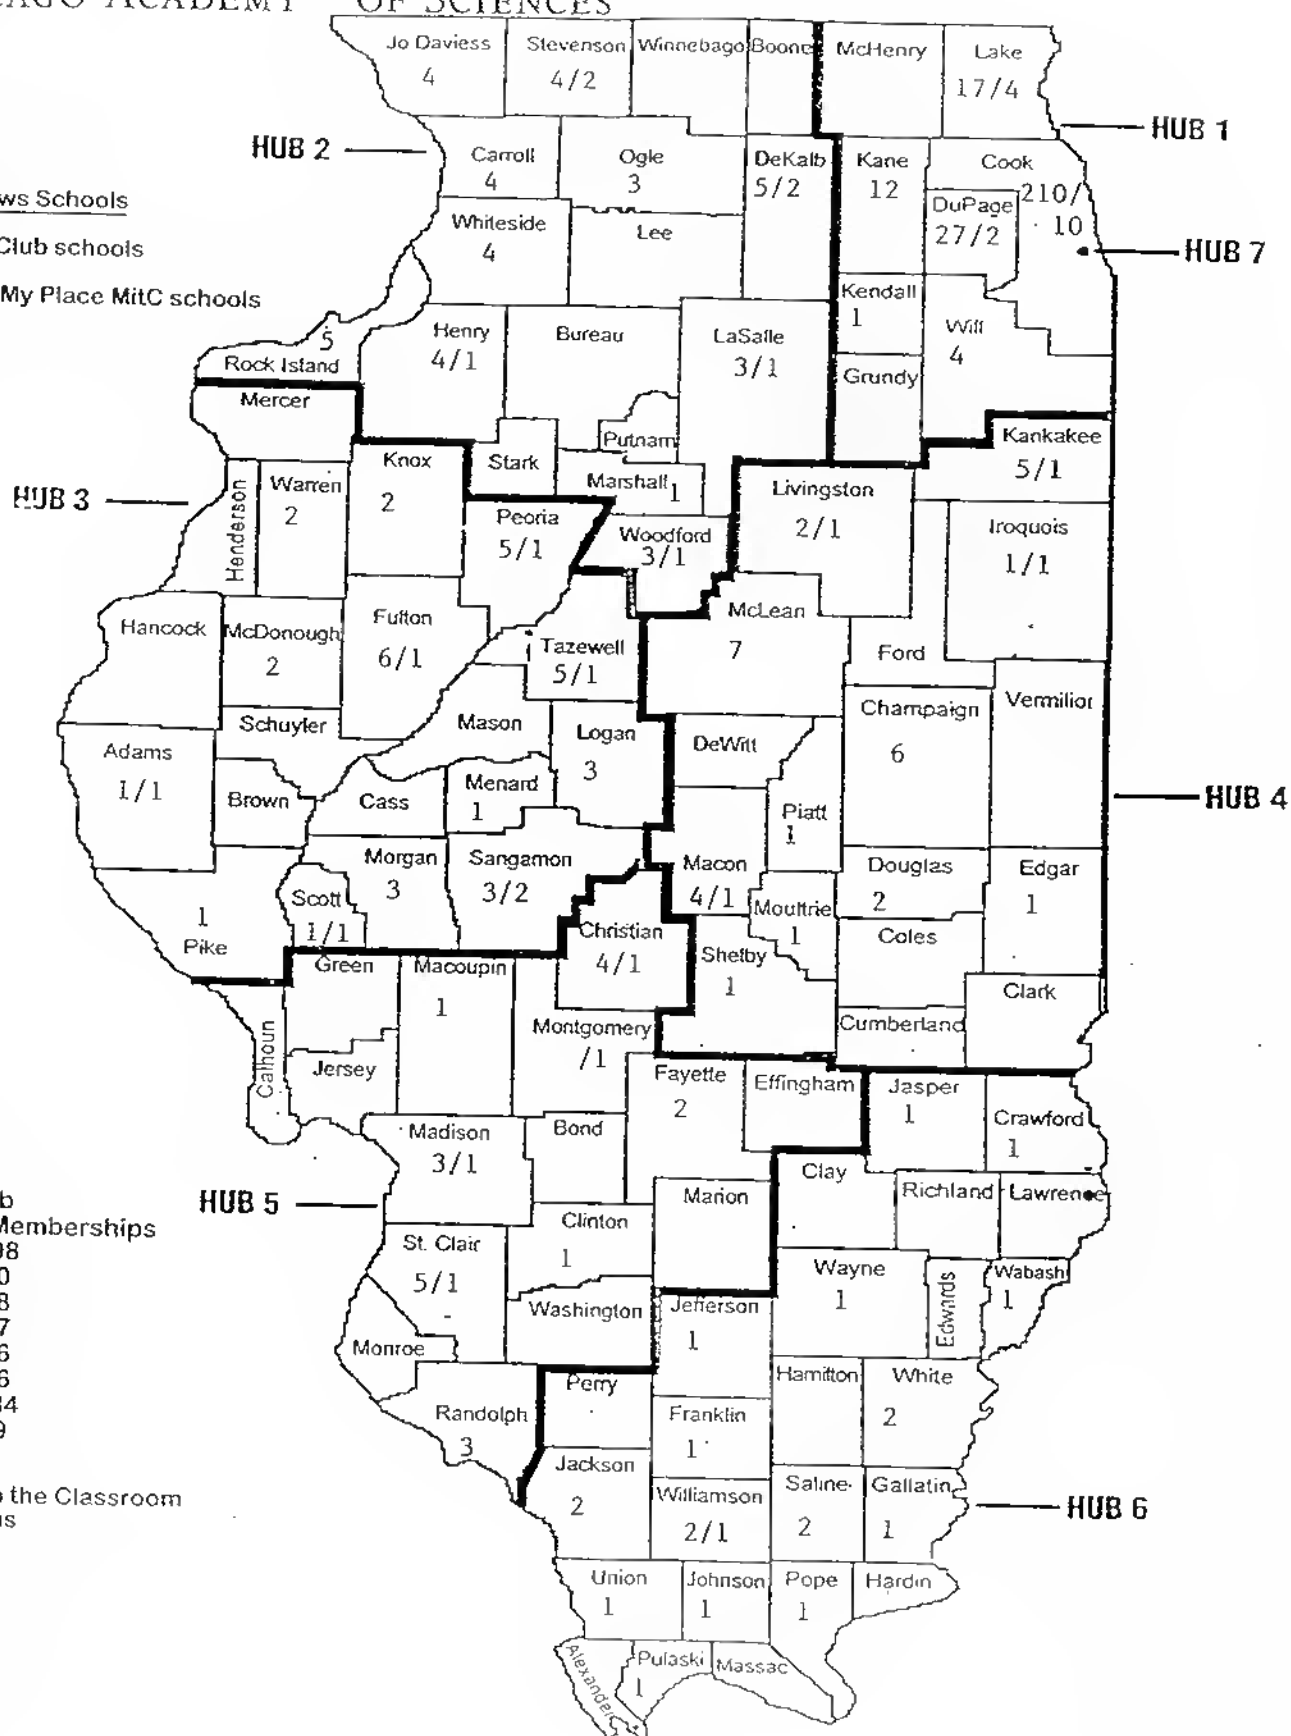 OF SCIENCES
Jo Daviess
4
Stevenson
4/2
Winnebago
Boone
McHenry
Lake
17/4
HUB 1
HUB 2
Carroll
4
Ogle
3
DeKalb
5/2
Kane
12
Cook
210/
10
DuPage
27/2
HUB 7
Schools
Club schools
My Place MitC schools
Whiteside
4
Lee
Kendall
1
Will
4
5
Rock Island
Henry
4/1
Bureau
LaSalle
3/1
Grundy
Mercer
Putnam
Kankakee
5/1
Knox
2
Stark
Marshall
1
HUB 3
Henderson
Warren
2
Peoria
5/1
Woodford
3/1
Livingston
2/1
Iroquois
1/1
Hancock
McDonough
2
Fulton
6/1
Tazewell
5/1
McLean
7
Ford
Schuyler
Mason
Logan
3
DeWitt
Champaign
6
Vermilion
Adams
1/1
Brown
Cass
Menard
1
Piatt
1
HUB 4
Morgan
3
Sangamon
3/2
Macon
4/1
Douglas
2
Edgar
1
Scott
1/1
1
Pike
Christian
4/1
Moultrie
1
Coles
Green
Macoupin
1
Shelby
1
Clark
Calhoun
Jersey
Montgomery
/1
Cumberland
Fayette
2
Effingham
Jasper
1
Crawford
1
Madison
3/1
Bond
Clay
Richland
Lawrence
HUB 5
Memberships
Marion
Clinton
1
St. Clair
5/1
Wayne
1
Edwards
Wabash
1
Washington
Jefferson
1
Monroe
Hamilton
White
2
Perry
Randolph
3
Franklin
1
Jackson
2
Williamson
2/1
Saline
2
Gallatin
1
HUB 6
the Classroom
Union
1
Johnson
1
Pope
1
Hardin
Alexander
Pulaski
1
Massac